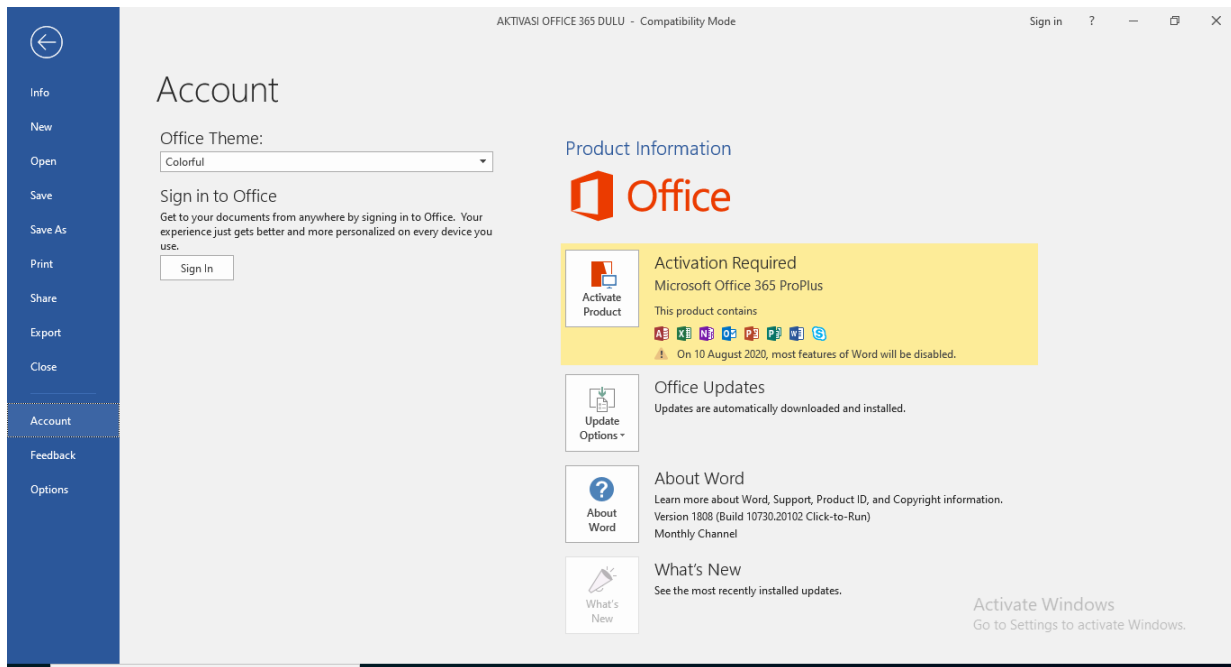 AKTIVASI OFFICE 365 DULU - Compatibility Mode
Sign in
?
Info
New
Open
Save
Save As
Print
Share
Export
Close
Account
Feedback
Options
Account
Office Theme:
Colorful
Sign in to Office
Get to your documents from anywhere by signing in to Office. Your
experience just gets better and more personalized on every device you
use.
Sign In
Product Information
Office
Activate
Product
Activation Required
Microsoft Office 365 ProPlus
This product contains
On 10 August 2020, most features of Word will be disabled.
Update
Options
Office Updates
Updates are automatically downloaded and installed.
About
Word
About Word
Learn more about Word, Support, Product ID, and Copyright information.
Version 1808 (Build 10730.20102 Click-to-Run)
Monthly Channel
What's
New
What's New
See the most recently installed updates.
Activate Windows
Go to Settings to activate Windows.